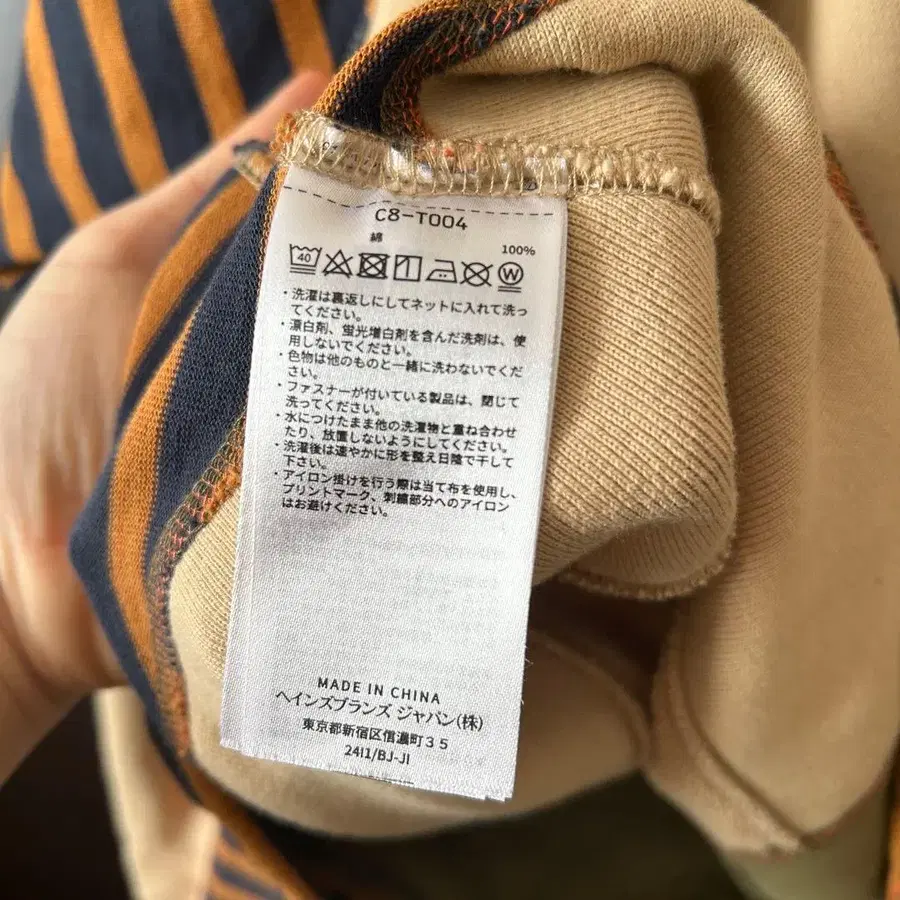 C8-T004
綿 100%
40 W
・洗濯は裏返しにしてネットに入れて洗っ
てください。
・漂白剤、蛍光増白剤を含んだ洗剤は、使
用しないでください。
・色物は他のものと一緒に洗わないでくだ
さい。
・ファスナーが付いている製品は、閉じて
洗ってください。
・水につけたまま他の洗濯物と重ね合わせ
たり、放置しないようにしてください。
・洗濯後は速やかに形を整え日陰で干して
下さい。
・アイロン掛けを行う際は当て布を使用し、
プリントマーク、刺繍部分へのアイロン
はお避けください。
MADE IN CHINA
ヘインズブランズ ジャパン(株)
東京都新宿区信濃町３５
24I1/BJ-JI